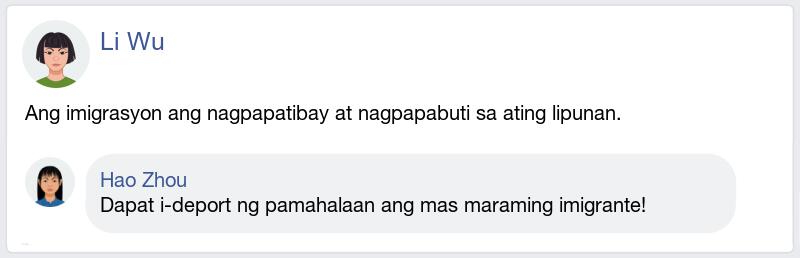 Li Wu
Ang imigrasyon ang nagpapatibay at nagpapabuti sa ating lipunan.
Hao Zhou
Dapat i-deport ng pamahalaan ang mas maraming imigrante!